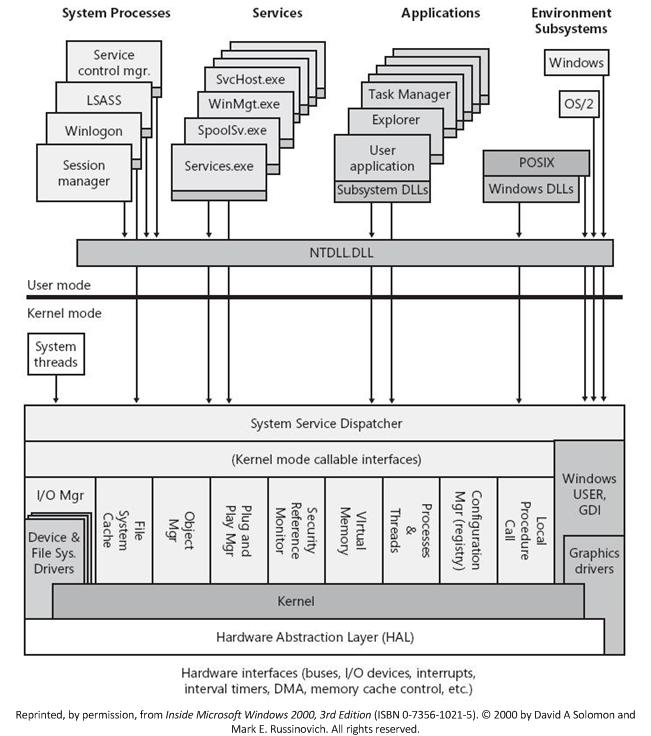 System Processes
Services
Applications
Environment
Subsystems
Service
control mgr.
LSASS
Winlogon
Session
manager
SvcHost.exe
WinMgt.exe
SpoolSv.exe
Services.exe
Task Manager
Explorer
User
application
Subsystem DLLs
Windows
OS/2
POSIX
Windows DLLs
NTDLL.DLL
User mode
Kernel mode
System
threads
System Service Dispatcher
(Kernel mode callable interfaces)
I/O Mgr
Device &
File Sys.
Drivers
File
System
Cache
Object
Mgr
Plug and
Play Mgr
Security
Reference
Monitor
VIrtual
Memory
Processes
&
Threads
Configuration
Mgr (registry)
Local
Procedure
Call
Windows
USER,
GDI
Graphics
drivers
Kernel
Hardware Abstraction Layer (HAL)
Hardware interfaces (buses, I/O devices, interrupts,
interval timers, DMA, memory cache control, etc.)
Reprinted, by permission, from Inside Microsoft Windows 2000, 3rd Edition (ISBN 0-7356-1021-5). © 2000 by David A Solomon and
Mark E. Russinovich. All rights reserved.